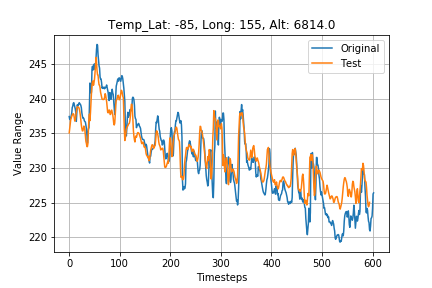 Temp_Lat: -85, Long: 155, Alt: 6814.0
Original
Test
Value Range
245
240
235
230
225
220
0 100 200 300 400 500 600
Timesteps